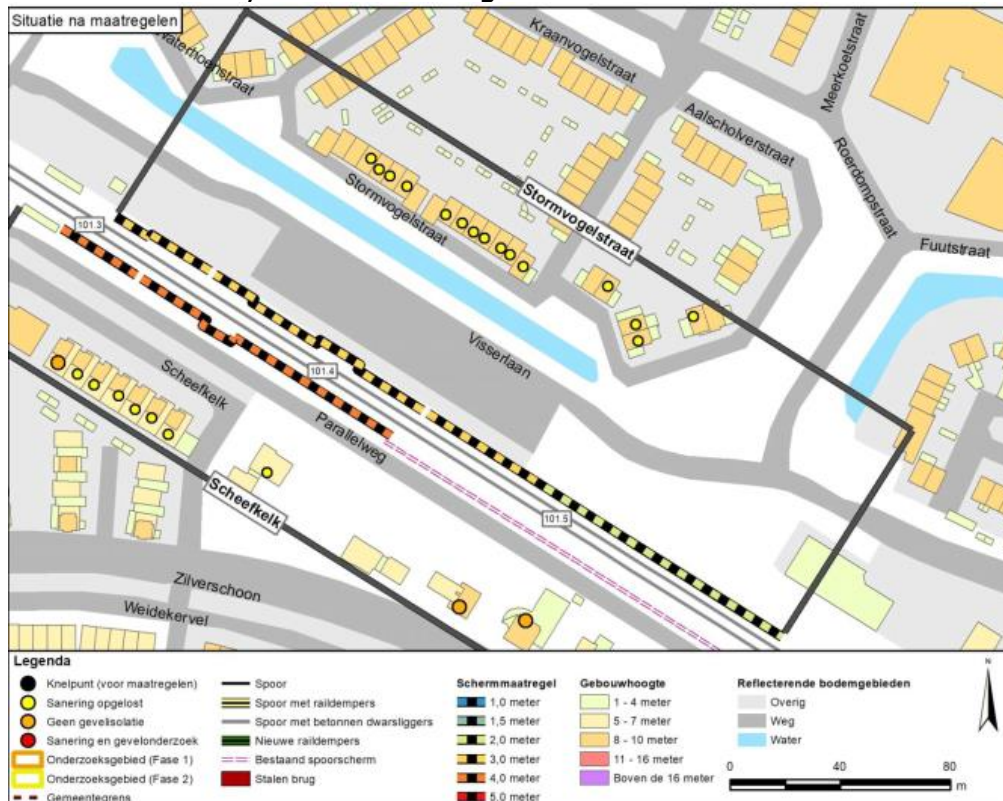 Situatie na maatregelen
Waterhoenstraat
Kraanvogelstraat
Meerkoetstraat
Aalscholverstraat
Roerdompstraat
Fuutstraat
Stormvogelstraat
Stormvogelstraat
101.3
Visserlaan
101.4
Scheefkelk
Parallelweg
Scheefkelk
101.5
Zilverschoon
Weidekervel
Legenda
Knelpunt (voor maatregelen)
Sanering opgelost
Geen gevelisolatie
Sanering en gevelonderzoek
Onderzoeksgebied (Fase 1)
Onderzoeksgebied (Fase 2)
Gemeentegrens
Spoor
Spoor met raildempers
Spoor met betonnen dwarsliggers
Nieuwe raildempers
Bestaand spoorscherm
Stalen brug
Schermmaatregel
1,0 meter
1,5 meter
2,0 meter
3,0 meter
4,0 meter
5,0 meter
Gebouwhoogte
1 - 4 meter
5 - 7 meter
8 - 10 meter
11 - 16 meter
Boven de 16 meter
Reflecterende bodemgebieden
Overig
Weg
Water
N
0 40 80
m